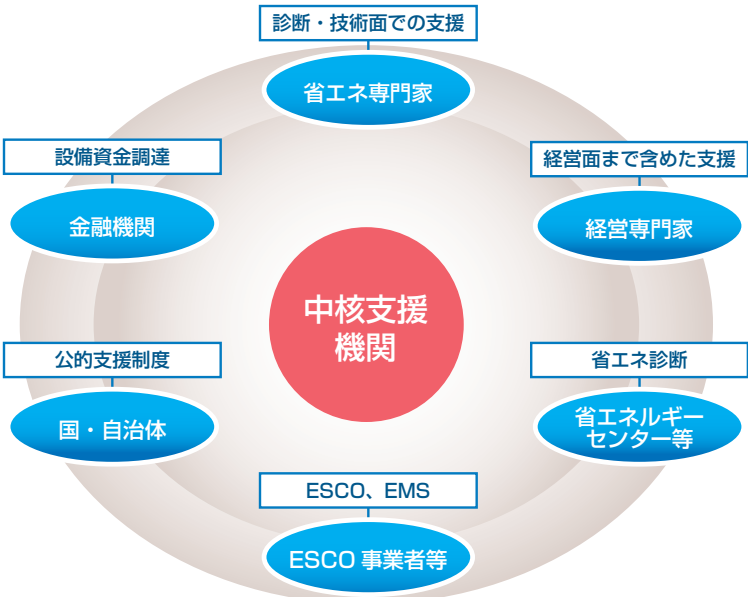 診断・技術面での支援
省エネ専門家
設備資金調達
金融機関
経営面まで含めた支援
経営専門家
中核支援
機関
公的支援制度
国・自治体
省エネ診断
省エネルギー
センター等
ESCO、EMS
ESCO 事業者等